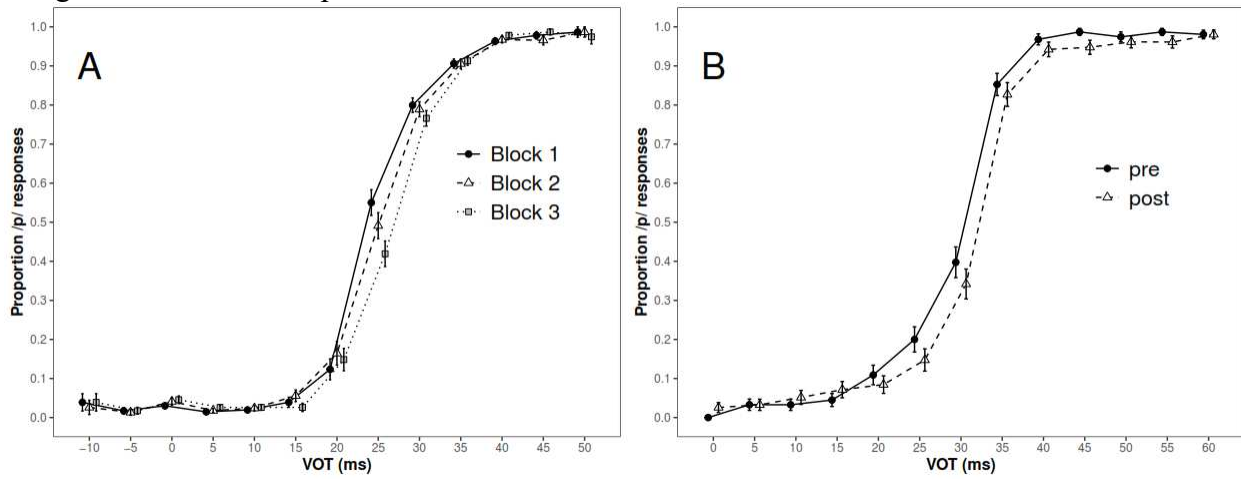 A
Proportion /p/ responses
1.0
0.9
0.8
0.7
0.6
0.5
0.4
0.3
0.2
0.1
0.0
Block 1
Block 2
Block 3
−10 −5 0 5 10 15 20 25 30 35 40 45 50
VOT (ms)
B
Proportion /p/ responses
1.0
0.9
0.8
0.7
0.6
0.5
0.4
0.3
0.2
0.1
0.0
pre
post
0 5 10 15 20 25 30 35 40 45 50 55 60
VOT (ms)